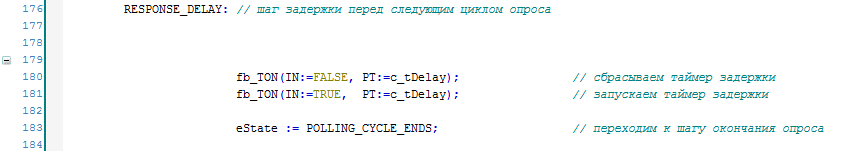 176 RESPONSE_DELAY: // шаг задержки перед следующим циклом опроса
177
178
179
180 fb_TON(IN:=FALSE, PT:=c_tDelay); // сбрасываем таймер задержки
181 fb_TON(IN:=TRUE, PT:=c_tDelay); // запускаем таймер задержки
182
183 eState := POLLING_CYCLE_ENDS; // переходим к шагу окончания опроса
184